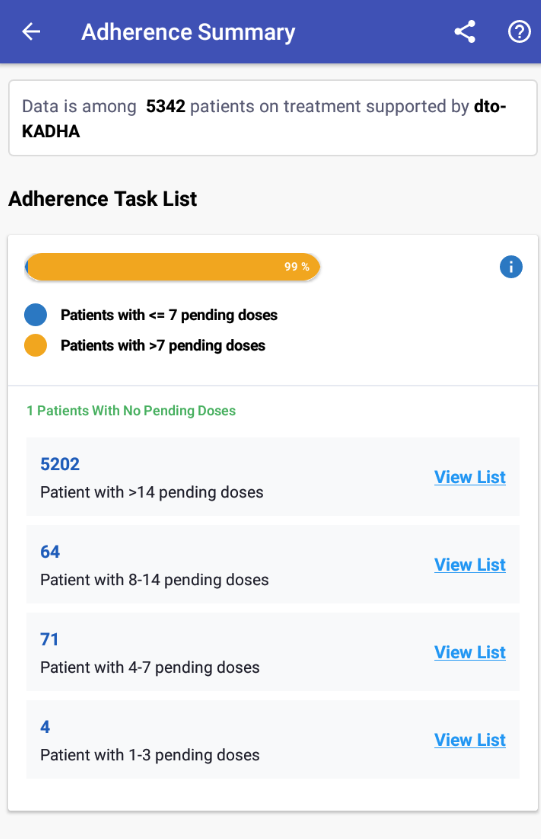 Adherence Summary
Data is among 5342 patients on treatment supported by dto-
KADHA
Adherence Task List
99 %
Patients with <= 7 pending doses
Patients with >7 pending doses
1 Patients With No Pending Doses
5202
Patient with >14 pending doses
View List
64
Patient with 8-14 pending doses
View List
71
Patient with 4-7 pending doses
View List
4
Patient with 1-3 pending doses
View List